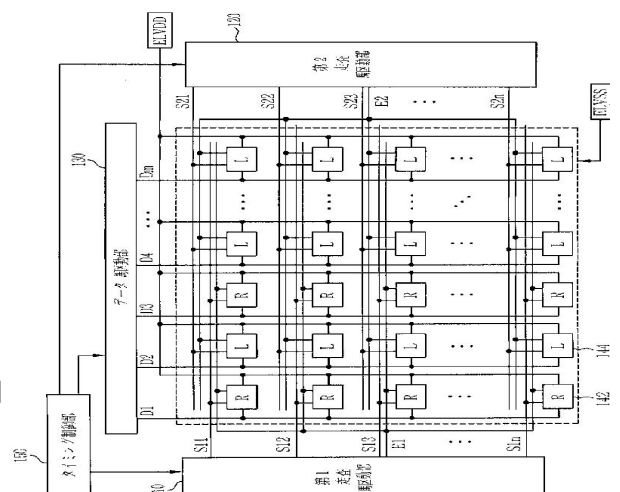 ELVDD
120
第2
走査
駆動部
S21
S22
S23
E2
S2n
ELVSS
130
データ駆動部
Dm
D4
D3
D2
D1
L
L
L
L
L
L
L
L
R
R
R
R
L
L
L
L
R
R
R
R
144
142
S11
S12
S13
E1
S1n
150
タイミング制御部
第1
走査
駆動部